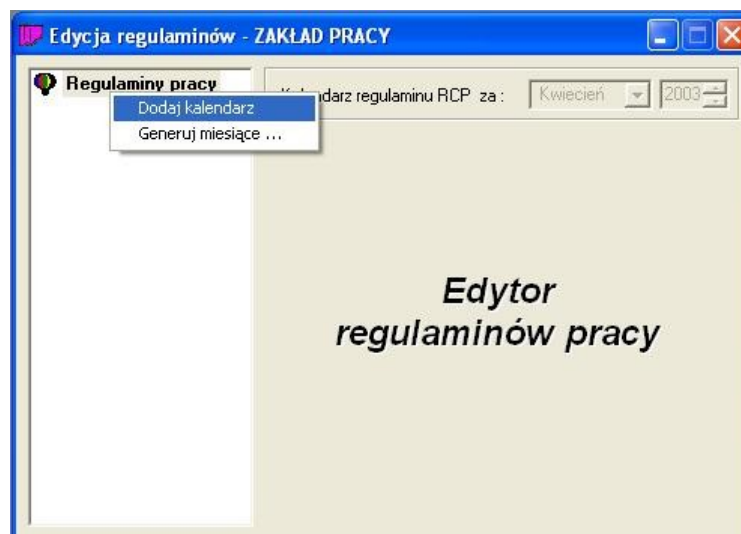 Edycja regulaminów - ZAKŁAD PRACY
Regulaminy pracy
Dodaj kalendarz
Generuj miesiące ...
darz regulaminu RCP za :
Kwiecień
2003
Edytor
regulaminów pracy